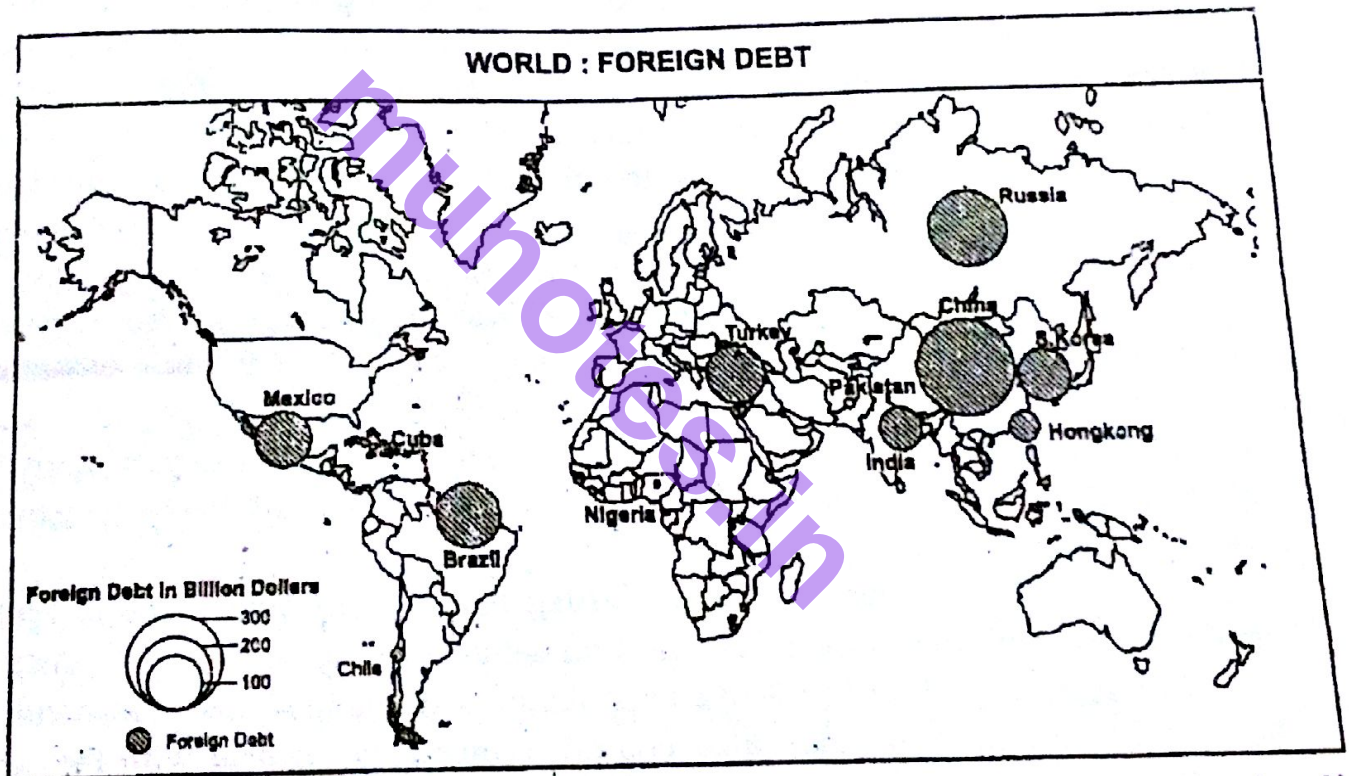 WORLD : FOREIGN DEBT
Russia
China
Turkey
S.Korea
Pakistan
Mexico
Cuba
Hongkong
India
Nigeria
Brazil
Foreign Debt in Billion Dollars
300
200
100
Chile
Foreign Debt
munotes.in